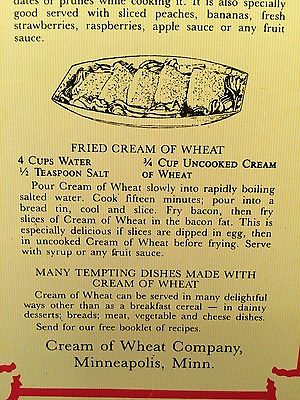 dates or prunes while cooking it. It is also specially
good served with sliced peaches, bananas, fresh
strawberries, raspberries, apple sauce or any fruit
sauce.
FRIED CREAM OF WHEAT
4 CUPS WATER ¾ CUP UNCOOKED CREAM
½ TEASPOON SALT OF WHEAT
Pour Cream of Wheat slowly into rapidly boiling
salted water. Cook fifteen minutes; pour into a
bread tin, cool and slice. Fry bacon, then fry
slices of Cream of Wheat in the bacon fat. This is
especially delicious if slices are dipped in egg, then
in uncooked Cream of Wheat before frying. Serve
with syrup or any fruit sauce.
MANY TEMPTING DISHES MADE WITH
CREAM OF WHEAT
Cream of Wheat can be served in many delightful
ways other than as a breakfast cereal — in dainty
desserts; breads; meat, vegetable and cheese dishes.
Send for our free booklet of recipes.
Cream of Wheat Company,
Minneapolis, Minn.